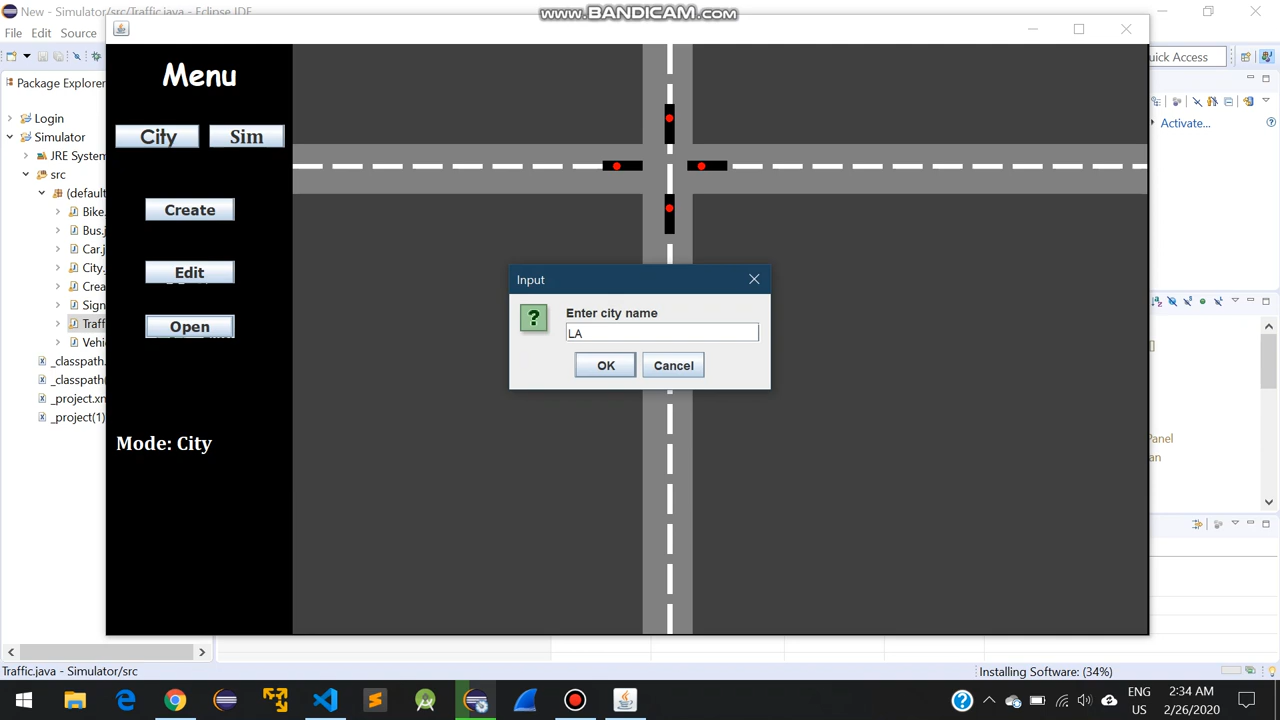 New - Simulator/src/Traffic.java - Eclipse IDE
www.BANDICAM.com
File Edit Source
Quick Access
Package Explorer
Login
Simulator
JRE System
src
(default
Bike.
Bus.j
Car.j
City.
Crea
Sign
Traff
Vehi
_classpath
_classpath(
_project.xm
_project(1)
Menu
City Sim
Create
Edit
Open
Mode: City
Input
?
Enter city name
LA
OK Cancel
Activate...
Panel
an
Traffic.java - Simulator/src
Installing Software: (34%)
ENG
US
2:34 AM
2/26/2020